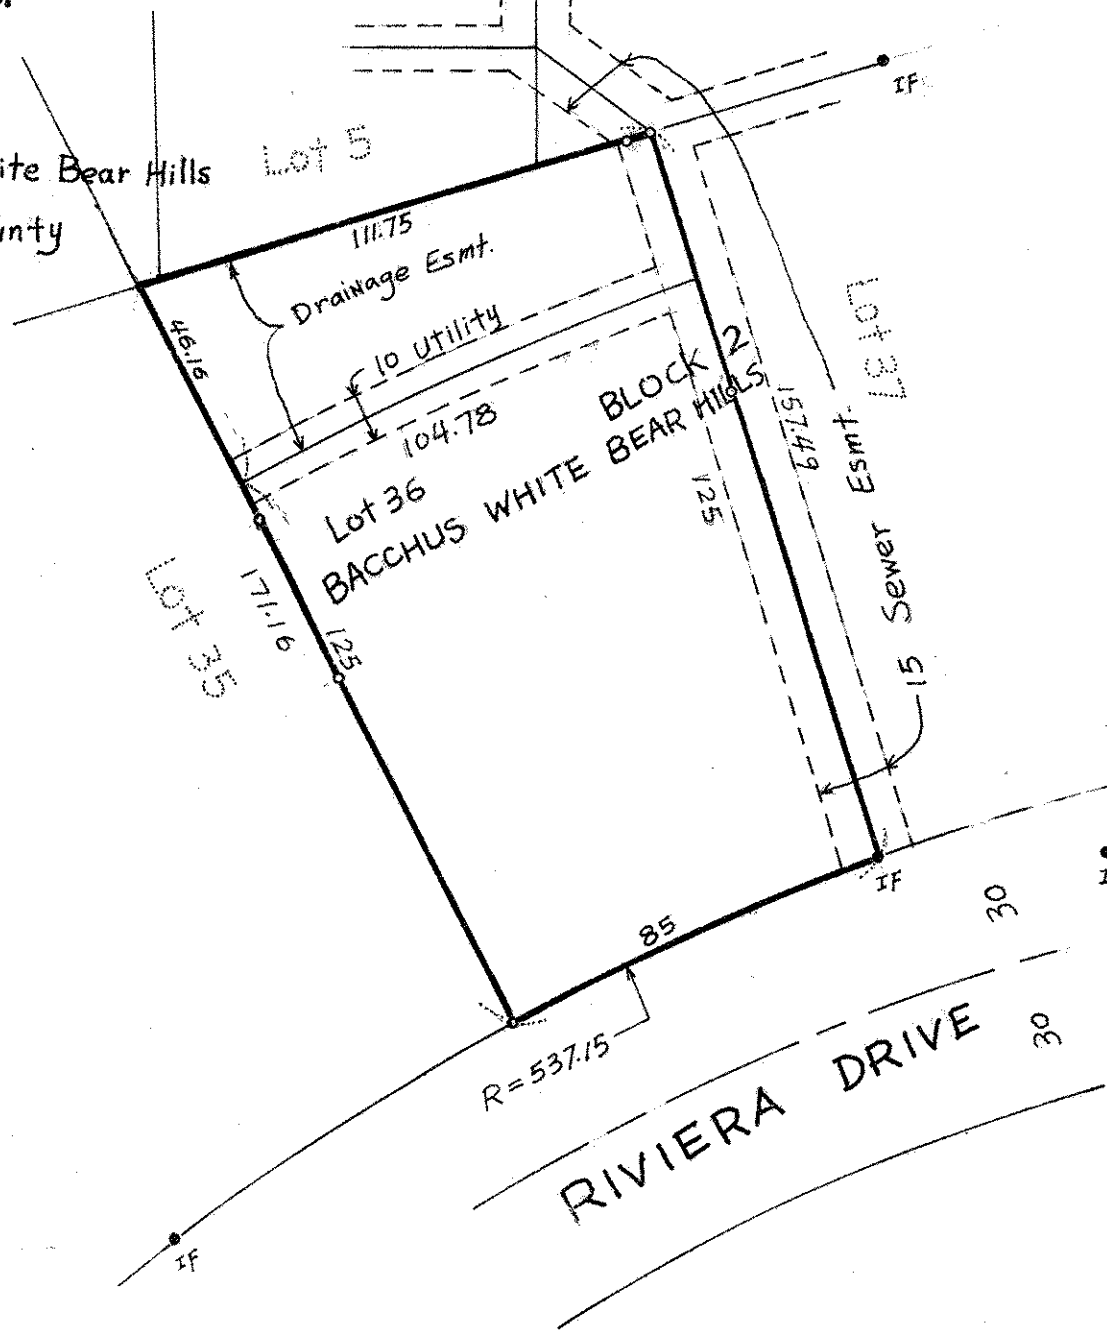 IF
ite Bear Hills
Lot 5
nty
111.75
Drainage Esmt.
46.16
10 Utility
BLOCK 2
Lot 37
104.78
BACCHUS WHITE BEAR HILLS
157.49
Lot 36
125
15 Sewer Esmt.
Lot 35
171.16
125
IF
85
30
R=537.15
RIVIERA DRIVE
30
IF